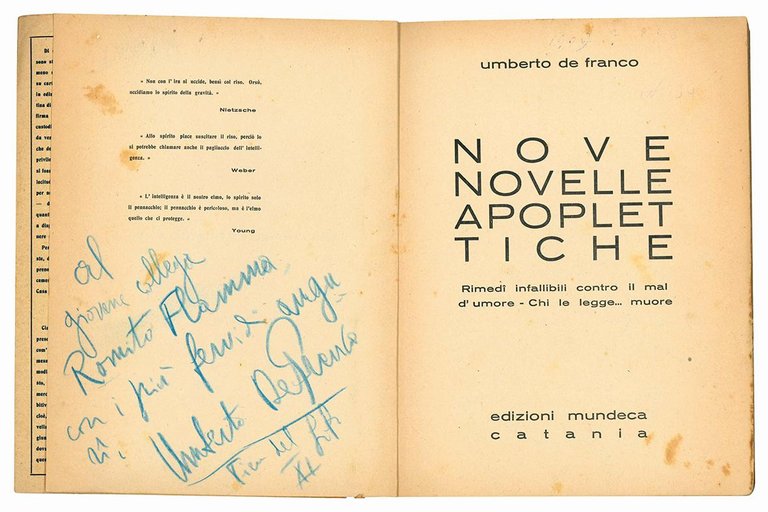 « Non con l'ira si uccide, bensì col riso. Orsù,
uccidiamo lo spirito della gravità. »
Nietzsche
« Allo spirito piace suscitare il riso, perciò lo
si potrebbe chiamare anche il pagliaccio dell'intelli-
genza. »
Weber
« L'intelligenza è il nostro elmo, lo spirito solo
il pennacchio; il pennacchio è pericoloso, ma è l'elmo
quello che ci protegge. »
Young
al
giovane collega
Romito Flamma,
con i più fervidi augu-
ri.
Umberto De Franco
del
XI
umberto de franco
NOVE
NOVELLE
APOPLET
TICHE
Rimedi infallibili contro il mal
d'umore - Chi le legge... muore
edizioni mundeca
catania